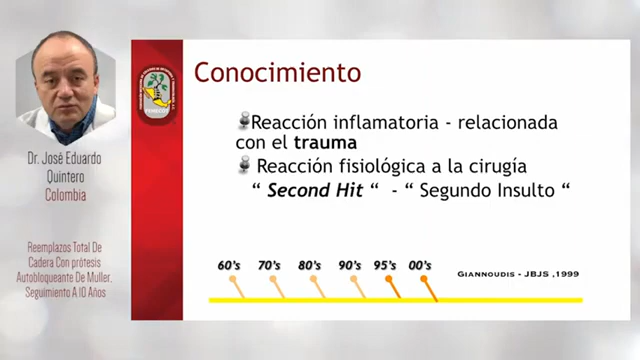 Dr. José Eduardo
Quintero
Colombia
Reemplazos Total De
Cadera Con prótesis
Autobloqueante De Muller,
Seguimiento A 10 Años
Conocimiento
Reacción inflamatoria - relacionada
con el trauma
Reacción fisiológica a la cirugía
“ Second Hit “ - “ Segundo Insulto “
60's 70's 80's 90's 95's 00's
Giannoudis - JBJS ,1999